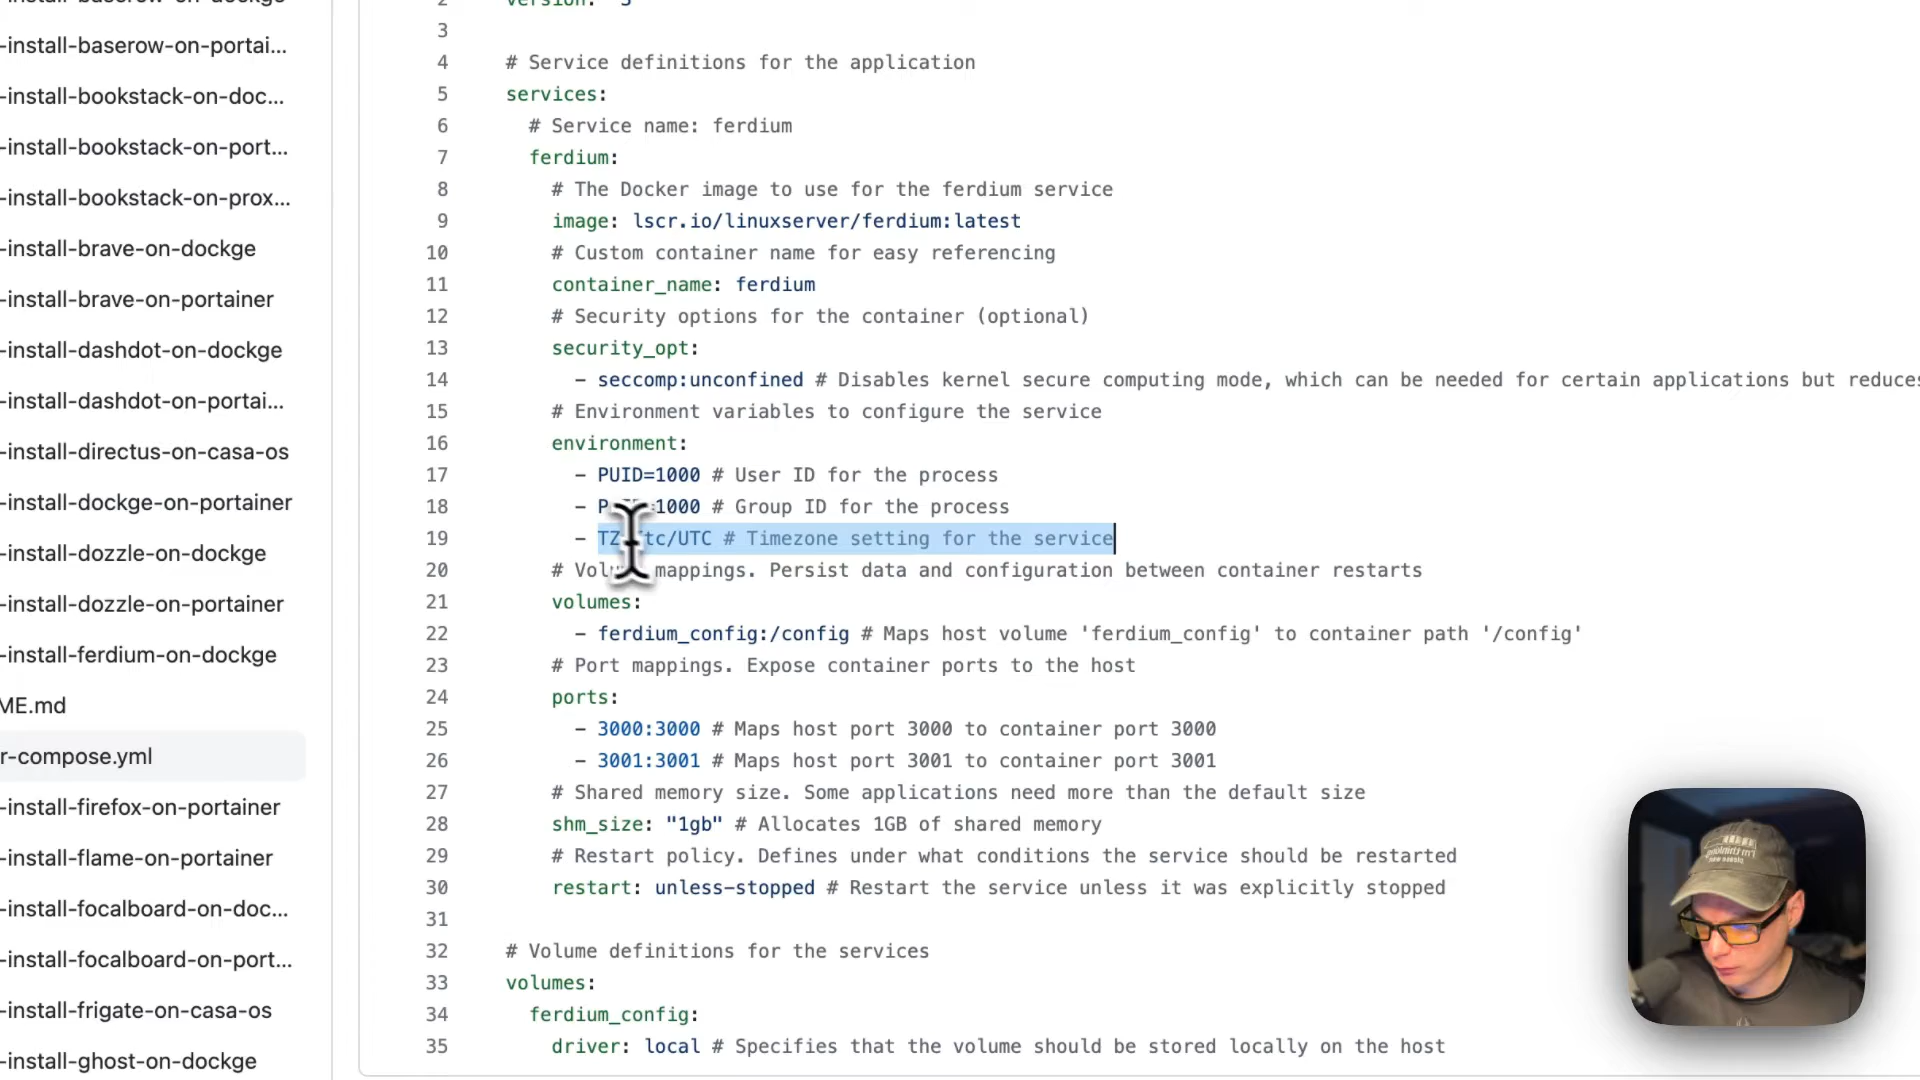 -install-baserow-on-dockge
-install-baserow-on-portai...
-install-bookstack-on-doc...
-install-bookstack-on-port...
-install-bookstack-on-prox...
-install-brave-on-dockge
-install-brave-on-portainer
-install-dashdot-on-dockge
-install-dashdot-on-portai...
-install-directus-on-casa-os
-install-dockge-on-portainer
-install-dozzle-on-dockge
-install-dozzle-on-portainer
-install-ferdium-on-dockge
ME.md
r-compose.yml
-install-firefox-on-portainer
-install-flame-on-portainer
-install-focalboard-on-doc...
-install-focalboard-on-port...
-install-frigate-on-casa-os
-install-ghost-on-dockge
2 version: "3"
3
4 # Service definitions for the application
5 services:
6 # Service name: ferdium
7 ferdium:
8 # The Docker image to use for the ferdium service
9 image: lscr.io/linuxserver/ferdium:latest
10 # Custom container name for easy referencing
11 container_name: ferdium
12 # Security options for the container (optional)
13 security_opt:
14 - seccomp:unconfined # Disables kernel secure computing mode, which can be needed for certain applications but reduces
15 # Environment variables to configure the service
16 environment:
17 - PUID=1000 # User ID for the process
18 - P 1000 # Group ID for the process
19 - TZ tc/UTC # Timezone setting for the service
20 # Volu mappings. Persist data and configuration between container restarts
21 volumes:
22 - ferdium_config:/config # Maps host volume 'ferdium_config' to container path '/config'
23 # Port mappings. Expose container ports to the host
24 ports:
25 - 3000:3000 # Maps host port 3000 to container port 3000
26 - 3001:3001 # Maps host port 3001 to container port 3001
27 # Shared memory size. Some applications need more than the default size
28 shm_size: "1gb" # Allocates 1GB of shared memory
29 # Restart policy. Defines under what conditions the service should be restarted
30 restart: unless-stopped # Restart the service unless it was explicitly stopped
31
32 # Volume definitions for the services
33 volumes:
34 ferdium_config:
35 driver: local # Specifies that the volume should be stored locally on the host